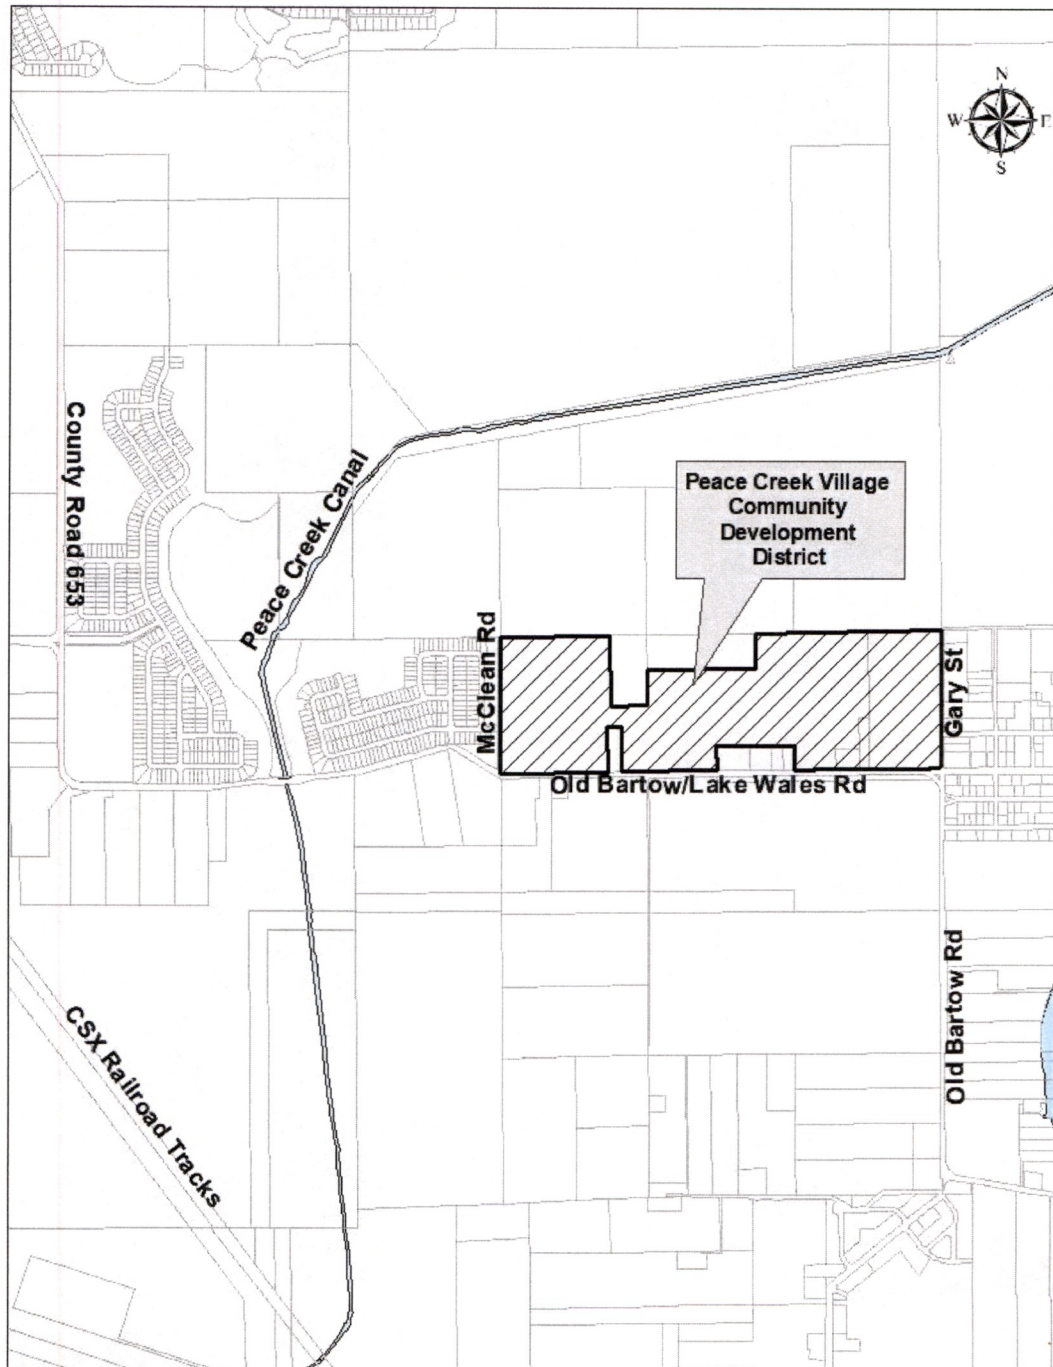 N
W E
S
County Road 653
Peace Creek Canal
Peace Creek Village
Community
Development
District
McClean Rd
Gary St
Old Bartow/Lake Wales Rd
Old Bartow Rd
CSX Railroad Tracks